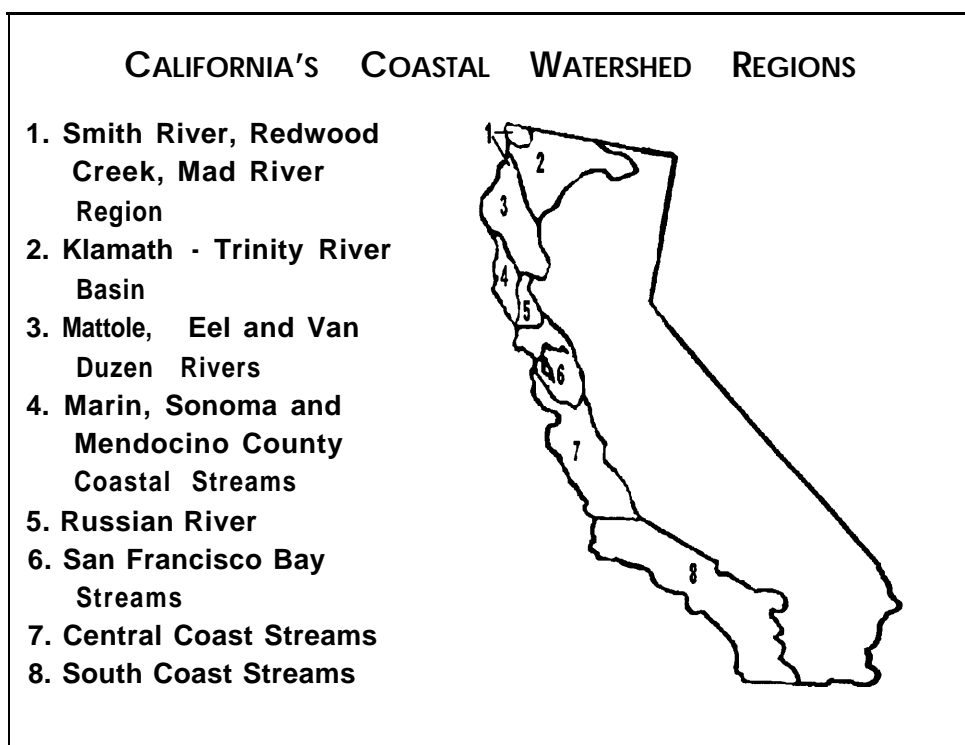 CALIFORNIA'S COASTAL WATERSHED REGIONS
1. Smith River, Redwood
Creek, Mad River
Region
2. Klamath - Trinity River
Basin
3. Mattole, Eel and Van
Duzen Rivers
4. Marin, Sonoma and
Mendocino County
Coastal Streams
5. Russian River
6. San Francisco Bay
Streams
7. Central Coast Streams
8. South Coast Streams
1
2
3
4
5
6
7
8